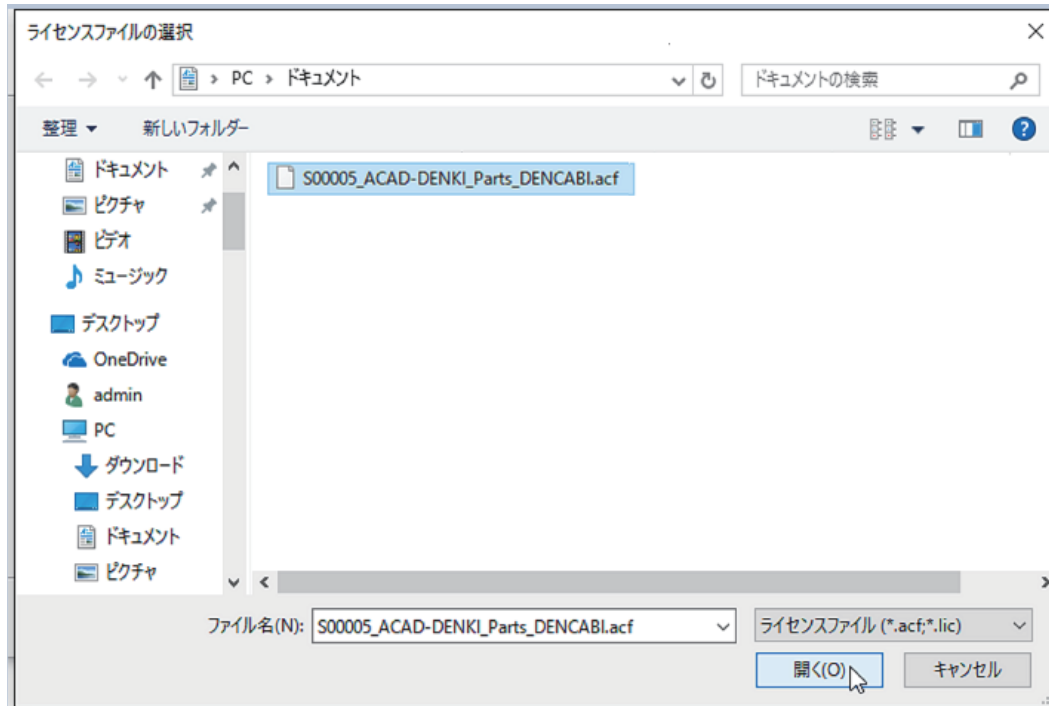 ライセンスファイルの選択
PC › ドキュメント
ドキュメントの検索
整理
新しいフォルダー
ドキュメント
ピクチャ
ビデオ
ミュージック
デスクトップ
OneDrive
admin
PC
ダウンロード
デスクトップ
ドキュメント
ピクチャ
S00005_ACAD-DENKI_Parts_DENCABI.acf
ファイル名(N): S00005_ACAD-DENKI_Parts_DENCABI.acf
ライセンスファイル (*.acf;*.lic)
開く(O)
キャンセル